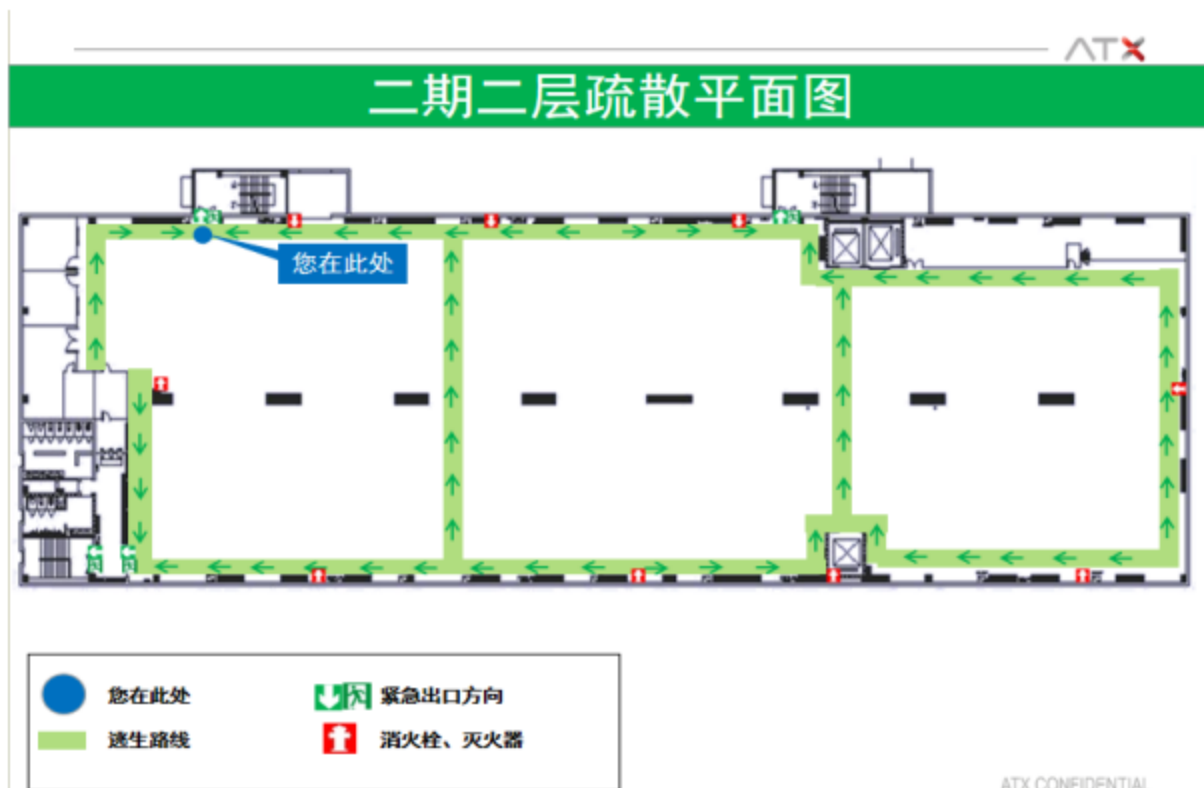 ATX
二期二层疏散平面图
您在此处
您在此处
紧急出口方向
逃生路线
消火栓、灭火器
ATX CONFIDENTIAL